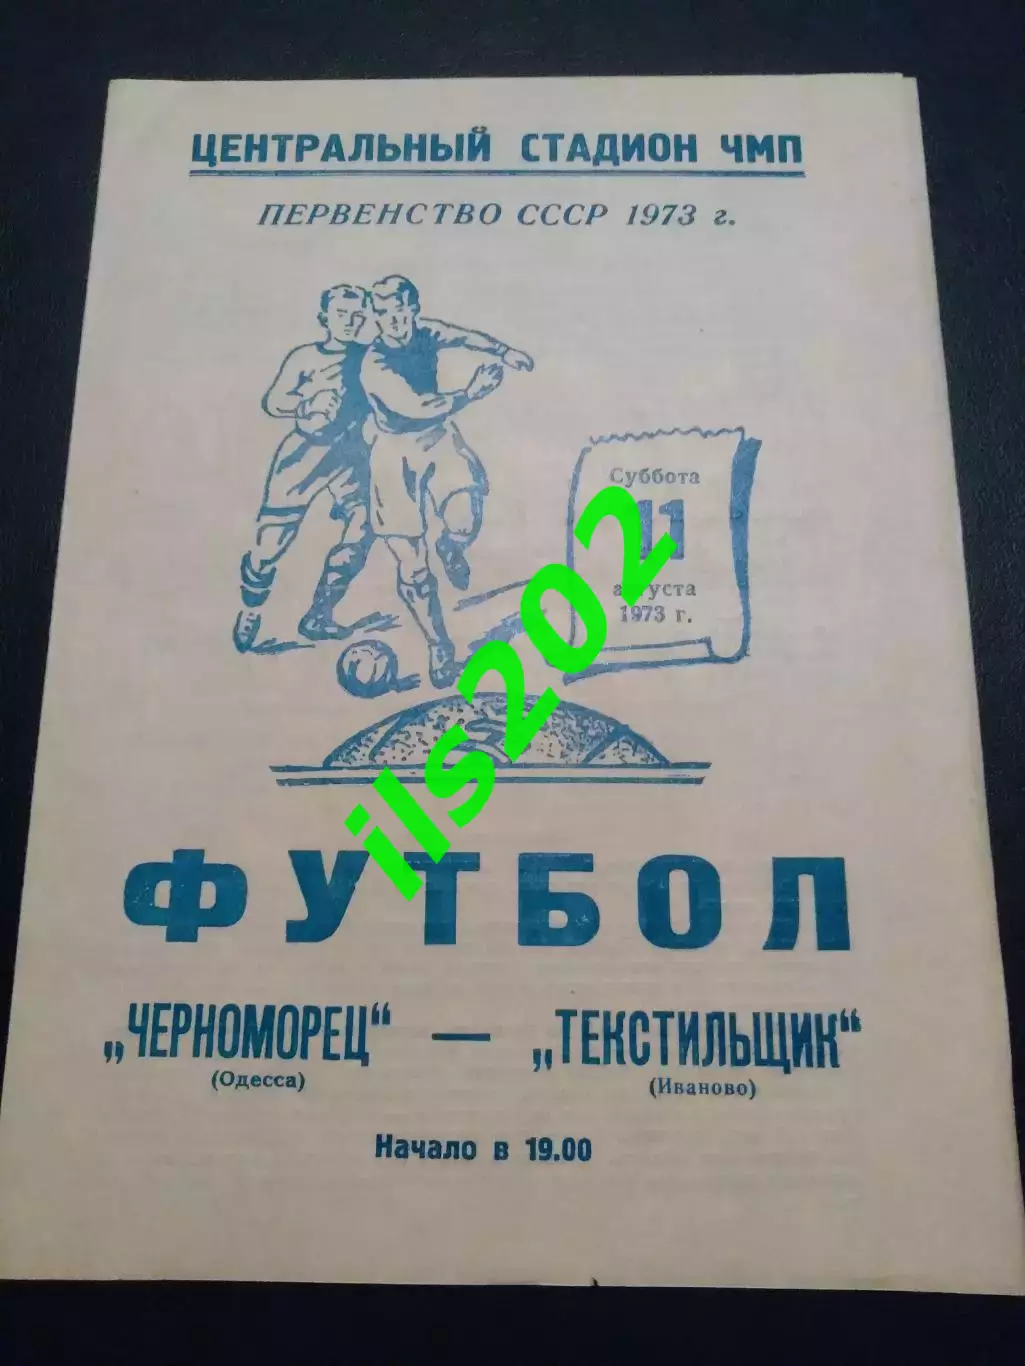 ЦЕНТРАЛЬНЫЙ СТАДИОН ЧМП
ПЕРВЕНСТВО СССР 1973 г.
Суббота
11
августа
1973 г.
ils202
ФУТБОЛ
„ЧЕРНОМОРЕЦ“ — „ТЕКСТИЛЬЩИК“
(Одесса) (Иваново)
Начало в 19.00